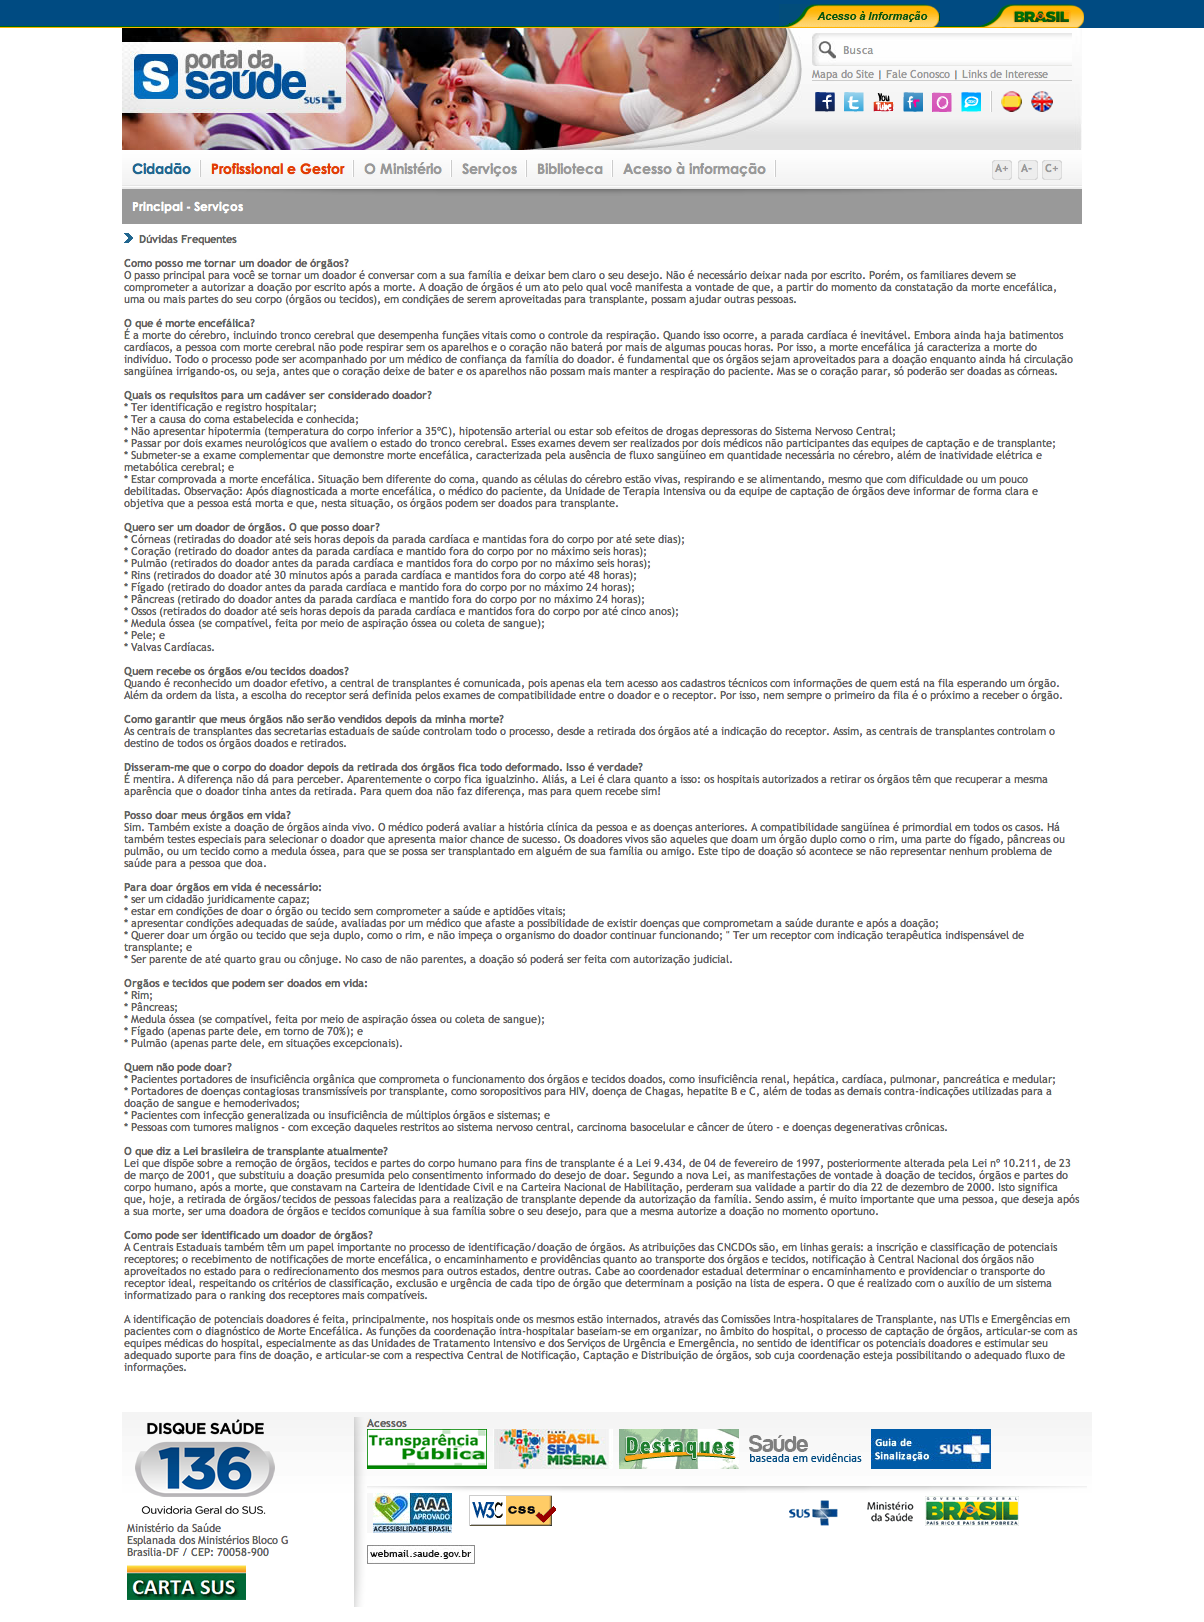 Acesso à Informação
BRASIL
portal da
saúde
SUS
Busca
Mapa do Site | Fale Conosco | Links de Interesse
Cidadão
Profissional e Gestor
O Ministério
Serviços
Biblioteca
Acesso à informação
A+
A-
C+
Principal - Serviços
Dúvidas Frequentes
Como posso me tornar um doador de órgãos?
O passo principal para você se tornar um doador é conversar com a sua família e deixar bem claro o seu desejo. Não é necessário deixar nada por escrito. Porém, os familiares devem se
comprometer a autorizar a doação por escrito após a morte. A doação de órgãos é um ato pelo qual você manifesta a vontade de que, a partir do momento da constatação da morte encefálica,
uma ou mais partes do seu corpo (órgãos ou tecidos), em condições de serem aproveitadas para transplante, possam ajudar outras pessoas.
O que é morte encefálica?
É a morte do cérebro, incluindo tronco cerebral que desempenha funções vitais como o controle da respiração. Quando isso ocorre, a parada cardíaca é inevitável. Embora ainda haja batimentos
cardíacos, a pessoa com morte cerebral não pode respirar sem os aparelhos e o coração não baterá por mais de algumas poucas horas. Por isso, a morte encefálica já caracteriza a morte do
indivíduo. Todo o processo pode ser acompanhado por um médico de confiança da família do doador. é fundamental que os órgãos sejam aproveitados para a doação enquanto ainda há circulação
sangüínea irrigando-os, ou seja, antes que o coração deixe de bater e os aparelhos não possam mais manter a respiração do paciente. Mas se o coração parar, só poderão ser doadas as córneas.
Quais os requisitos para um cadáver ser considerado doador?
* Ter identificação e registro hospitalar;
* Ter a causa do coma estabelecida e conhecida;
* Não apresentar hipotermia (temperatura do corpo inferior a 35ºC), hipotensão arterial ou estar sob efeitos de drogas depressoras do Sistema Nervoso Central;
* Passar por dois exames neurológicos que avaliem o estado do tronco cerebral. Esses exames devem ser realizados por dois médicos não participantes das equipes de captação e de transplante;
* Submeter-se a exame complementar que demonstre morte encefálica, caracterizada pela ausência de fluxo sangüíneo em quantidade necessária no cérebro, além de inatividade elétrica e
metabólica cerebral; e
* Estar comprovada a morte encefálica. Situação bem diferente do coma, quando as células do cérebro estão vivas, respirando e se alimentando, mesmo que com dificuldade ou um pouco
debilitadas. Observação: Após diagnosticada a morte encefálica, o médico do paciente, da Unidade de Terapia Intensiva ou da equipe de captação de órgãos deve informar de forma clara e
objetiva que a pessoa está morta e que, nesta situação, os órgãos podem ser doados para transplante.
Quero ser um doador de órgãos. O que posso doar?
* Córneas (retiradas do doador até seis horas depois da parada cardíaca e mantidas fora do corpo por até sete dias);
* Coração (retirado do doador antes da parada cardíaca e mantido fora do corpo por no máximo seis horas);
* Pulmão (retirados do doador antes da parada cardíaca e mantidos fora do corpo por no máximo seis horas);
* Rins (retirados do doador até 30 minutos após a parada cardíaca e mantidos fora do corpo até 48 horas);
* Fígado (retirado do doador antes da parada cardíaca e mantido fora do corpo por no máximo 24 horas);
* Pâncreas (retirado do doador antes da parada cardíaca e mantido fora do corpo por no máximo 24 horas);
* Ossos (retirados do doador até seis horas depois da parada cardíaca e mantidos fora do corpo por até cinco anos);
* Medula óssea (se compatível, feita por meio de aspiração óssea ou coleta de sangue);
* Pele; e
* Valvas Cardíacas.
Quem recebe os órgãos e/ou tecidos doados?
Quando é reconhecido um doador efetivo, a central de transplantes é comunicada, pois apenas ela tem acesso aos cadastros técnicos com informações de quem está na fila esperando um órgão.
Além da ordem da lista, a escolha do receptor será definida pelos exames de compatibilidade entre o doador e o receptor. Por isso, nem sempre o primeiro da fila é o próximo a receber o órgão.
Como garantir que meus órgãos não serão vendidos depois da minha morte?
As centrais de transplantes das secretarias estaduais de saúde controlam todo o processo, desde a retirada dos órgãos até a indicação do receptor. Assim, as centrais de transplantes controlam o
destino de todos os órgãos doados e retirados.
Disseram-me que o corpo do doador depois da retirada dos órgãos fica todo deformado. Isso é verdade?
É mentira. A diferença não dá para perceber. Aparentemente o corpo fica igualzinho. Aliás, a Lei é clara quanto a isso: os hospitais autorizados a retirar os órgãos têm que recuperar a mesma
aparência que o doador tinha antes da retirada. Para quem doa não faz diferença, mas para quem recebe sim!
Posso doar meus órgãos em vida?
Sim. Também existe a doação de órgãos ainda vivo. O médico poderá avaliar a história clínica da pessoa e as doenças anteriores. A compatibilidade sangüínea é primordial em todos os casos. Há
também testes especiais para selecionar o doador que apresenta maior chance de sucesso. Os doadores vivos são aqueles que doam um órgão duplo como o rim, uma parte do fígado, pâncreas ou
pulmão, ou um tecido como a medula óssea, para que se possa ser transplantado em alguém de sua família ou amigo. Este tipo de doação só acontece se não representar nenhum problema de
saúde para a pessoa que doa.
Para doar órgãos em vida é necessário:
* ser um cidadão juridicamente capaz;
* estar em condições de doar o órgão ou tecido sem comprometer a saúde e aptidões vitais;
* apresentar condições adequadas de saúde, avaliadas por um médico que afaste a possibilidade de existir doenças que comprometam a saúde durante e após a doação;
* Querer doar um órgão ou tecido que seja duplo, como o rim, e não impeça o organismo do doador continuar funcionando; " Ter um receptor com indicação terapêutica indispensável de
transplante; e
* Ser parente de até quarto grau ou cônjuge. No caso de não parentes, a doação só poderá ser feita com autorização judicial.
Orgãos e tecidos que podem ser doados em vida:
* Rim;
* Pâncreas;
* Medula óssea (se compatível, feita por meio de aspiração óssea ou coleta de sangue);
* Fígado (apenas parte dele, em torno de 70%); e
* Pulmão (apenas parte dele, em situações excepcionais).
Quem não pode doar?
* Pacientes portadores de insuficiência orgânica que comprometa o funcionamento dos órgãos e tecidos doados, como insuficiência renal, hepática, cardíaca, pulmonar, pancreática e medular;
* Portadores de doenças contagiosas transmissíveis por transplante, como soropositivos para HIV, doença de Chagas, hepatite B e C, além de todas as demais contra-indicações utilizadas para a
doação de sangue e hemoderivados;
* Pacientes com infecção generalizada ou insuficiência de múltiplos órgãos e sistemas; e
* Pessoas com tumores malignos - com exceção daqueles restritos ao sistema nervoso central, carcinoma basocelular e câncer de útero - e doenças degenerativas crônicas.
O que diz a Lei brasileira de transplante atualmente?
Lei que dispõe sobre a remoção de órgãos, tecidos e partes do corpo humano para fins de transplante é a Lei 9.434, de 04 de fevereiro de 1997, posteriormente alterada pela Lei nº 10.211, de 23
de março de 2001, que substituiu a doação presumida pelo consentimento informado do desejo de doar. Segundo a nova Lei, as manifestações de vontade à doação de tecidos, órgãos e partes do
corpo humano, após a morte, que constavam na Carteira de Identidade Civil e na Carteira Nacional de Habilitação, perderam sua validade a partir do dia 22 de dezembro de 2000. Isto significa
que, hoje, a retirada de órgãos/tecidos de pessoas falecidas para a realização de transplante depende da autorização da família. Sendo assim, é muito importante que uma pessoa, que deseja após
a sua morte, ser uma doadora de órgãos e tecidos comunique à sua família sobre o seu desejo, para que a mesma autorize a doação no momento oportuno.
Como pode ser identificado um doador de órgãos?
A Centrais Estaduais também têm um papel importante no processo de identificação/doação de órgãos. As atribuições das CNCDOs são, em linhas gerais: a inscrição e classificação de potenciais
receptores; o recebimento de notificações de morte encefálica, o encaminhamento e providências quanto ao transporte dos órgãos e tecidos, notificação à Central Nacional dos órgãos não
aproveitados no estado para o redirecionamento dos mesmos para outros estados, dentre outras. Cabe ao coordenador estadual determinar o encaminhamento e providenciar o transporte do
receptor ideal, respeitando os critérios de classificação, exclusão e urgência de cada tipo de órgão que determinam a posição na lista de espera. O que é realizado com o auxílio de um sistema
informatizado para o ranking dos receptores mais compatíveis.
A identificação de potenciais doadores é feita, principalmente, nos hospitais onde os mesmos estão internados, através das Comissões Intra-hospitalares de Transplante, nas UTIs e Emergências em
pacientes com o diagnóstico de Morte Encefálica. As funções da coordenação intra-hospitalar baseiam-se em organizar, no âmbito do hospital, o processo de captação de órgãos, articular-se com as
equipes médicas do hospital, especialmente as das Unidades de Tratamento Intensivo e dos Serviços de Urgência e Emergência, no sentido de identificar os potenciais doadores e estimular seu
adequado suporte para fins de doação, e articular-se com a respectiva Central de Notificação, Captação e Distribuição de órgãos, sob cuja coordenação esteja possibilitando o adequado fluxo de
informações.
DISQUE SAÚDE
136
Ouvidoria Geral do SUS.
Ministério da Saúde
Esplanada dos Ministérios Bloco G
Brasilia-DF / CEP: 70058-900
CARTA SUS
Acessos
Transparência
Pública
PLANO
BRASIL
SEM
MISÉRIA
Destaques
Saúde
baseada em evidências
Guia de
Sinalização
SUS
AAA
APROVADO
ACESSIBILIDADE BRASIL
W3C CSS
SUS
Ministério
da Saúde
GOVERNO FEDERAL
BRASIL
PAÍS RICO É PAÍS SEM POBREZA
webmail.saude.gov.br